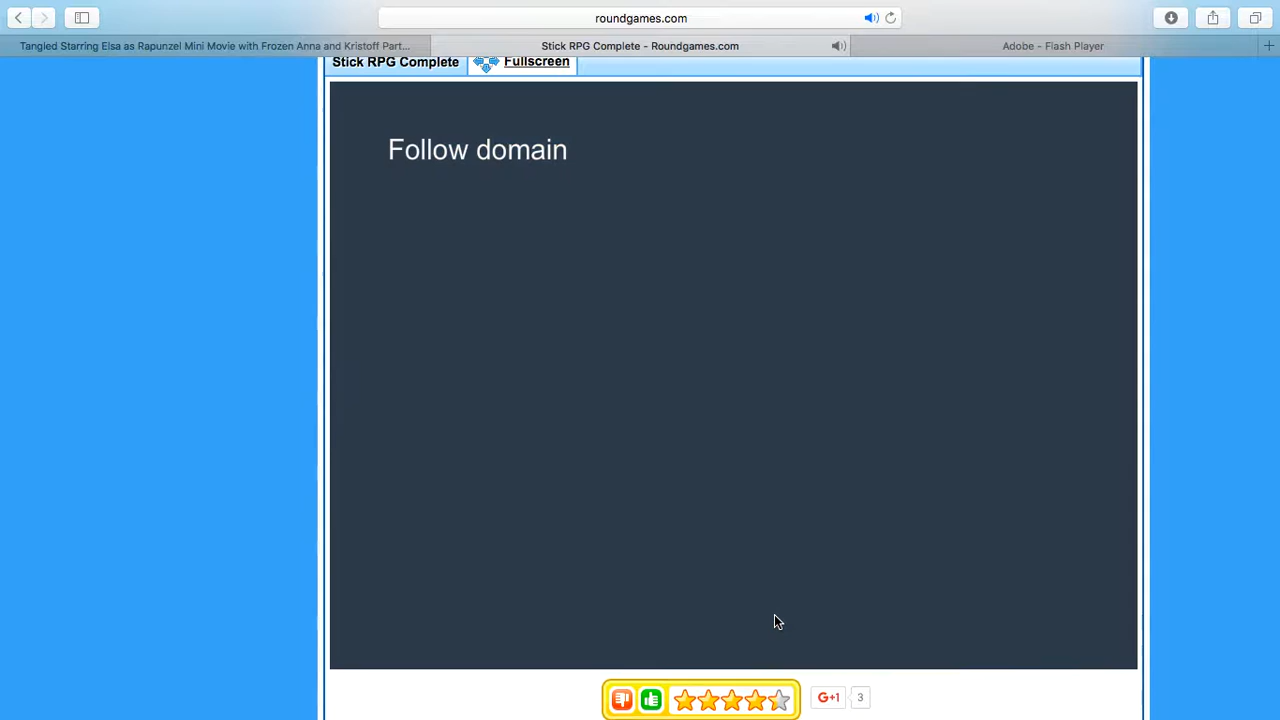 roundgames.com
Tangled Starring Elsa as Rapunzel Mini Movie with Frozen Anna and Kristoff Part...
Stick RPG Complete - Roundgames.com
Adobe - Flash Player
Stick RPG Complete
Fullscreen
Follow domain
G+1
3